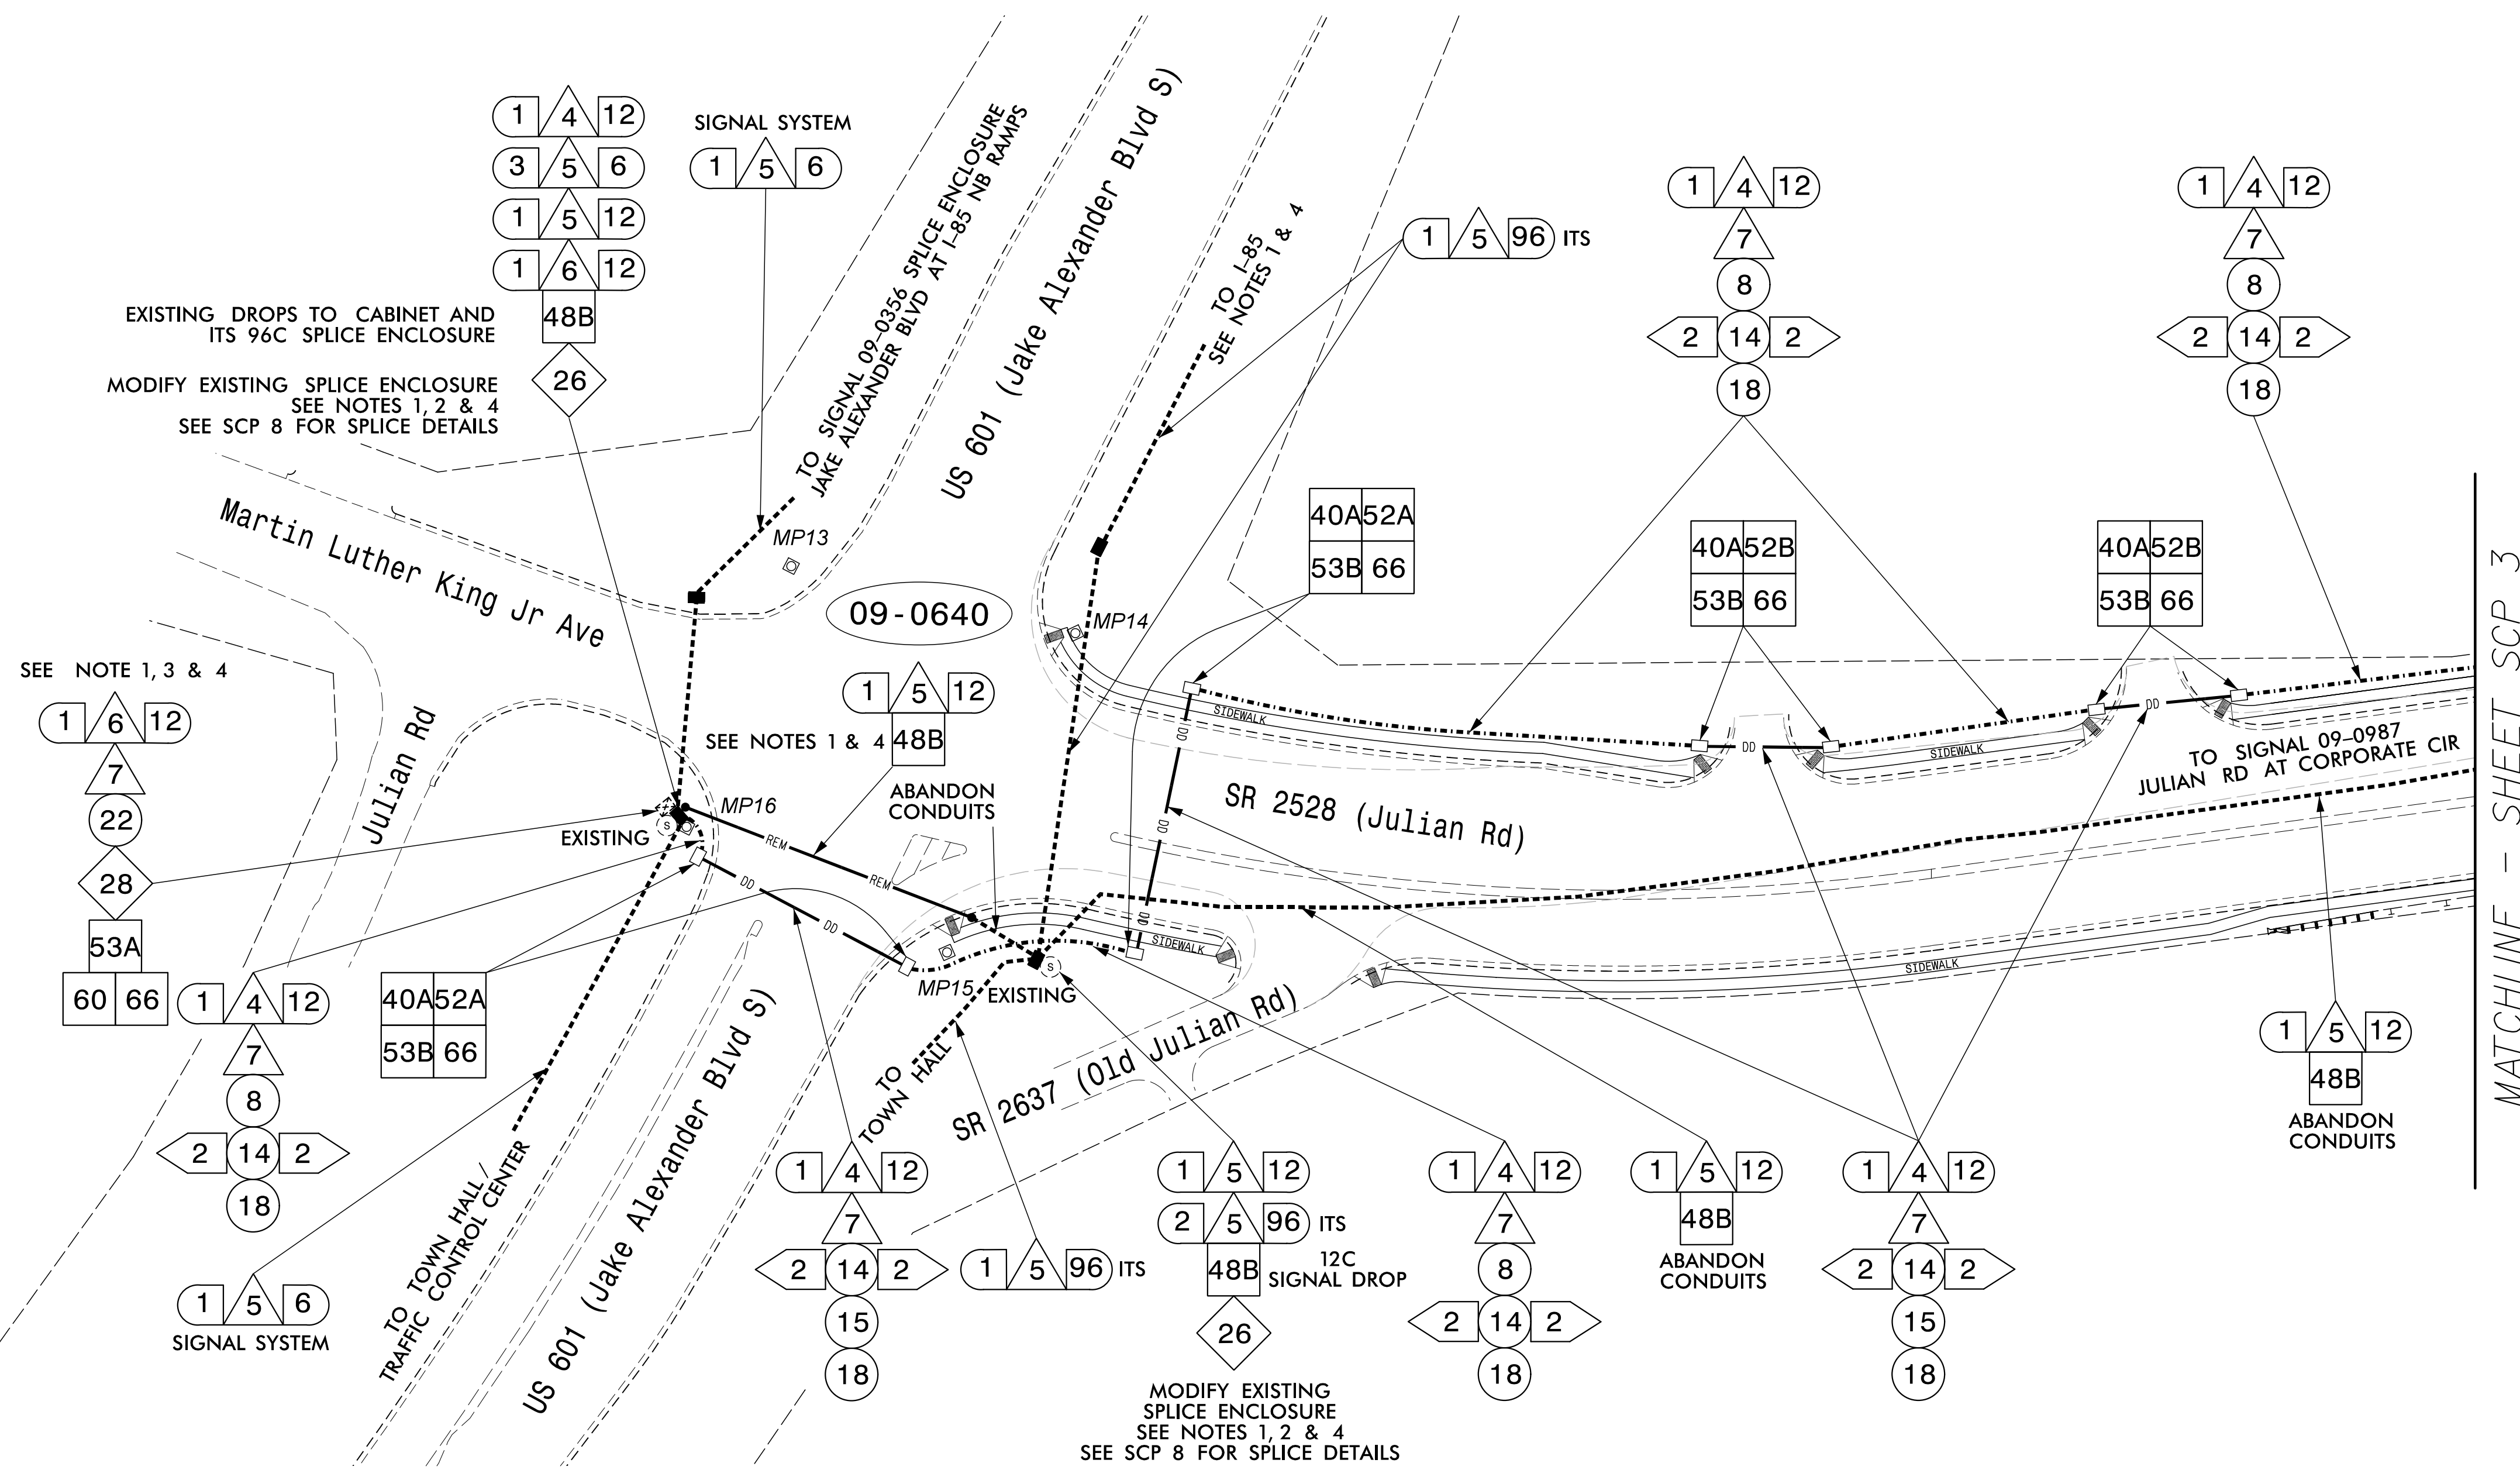 1 4 12
3 5 6
1 5 12
1 6 12
48B
26
EXISTING DROPS TO CABINET AND
ITS 96C SPLICE ENCLOSURE
MODIFY EXISTING SPLICE ENCLOSURE
SEE NOTES 1, 2 & 4
SEE SCP 8 FOR SPLICE DETAILS
SIGNAL SYSTEM
1 5 6
TO SIGNAL 09-0356 SPLICE ENCLOSURE
JAKE ALEXANDER BLVD AT I-85 NB RAMPS
US 601 (Jake Alexander Blvd S)
TO I-85
SEE NOTES 1 & 4
1 5 96 ITS
1 4 12
7
8
2 14 2
18
1 4 12
7
8
2 14 2
18
Martin Luther King Jr Ave
MP13
09-0640
MP14
40A 52A
53B 66
40A 52B
53B 66
40A 52B
53B 66
MATCHLINE - SHEET SCP 3
SEE NOTE 1, 3 & 4
1 6 12
7
22
28
53A
60 66
Julian Rd
1 5 12
SEE NOTES 1 & 4 48B
ABANDON
CONDUITS
MP16
EXISTING
S
REM
REM
DD
DD
SIDEWALK
DD
DD
DD
DD
SIDEWALK
DD
SR 2528 (Julian Rd)
TO SIGNAL 09-0987
JULIAN RD AT CORPORATE CIR
SIDEWALK
SIDEWALK
MP15
EXISTING
S
SR 2637 (Old Julian Rd)
TO
TOWN HALL
1 4 12
7
8
2 14 2
18
40A 52A
53B 66
1 5 6
SIGNAL SYSTEM
TO TOWN HALL/
TRAFFIC CONTROL CENTER
US 601 (Jake Alexander Blvd S)
1 4 12
7
2 14 2
15
18
1 5 96 ITS
1 5 12
2 5 96 ITS
48B
12C
SIGNAL DROP
26
MODIFY EXISTING
SPLICE ENCLOSURE
SEE NOTES 1, 2 & 4
SEE SCP 8 FOR SPLICE DETAILS
1 4 12
7
8
2 14 2
18
1 5 12
48B
ABANDON
CONDUITS
1 4 12
7
2 14 2
15
18
1 5 12
48B
ABANDON
CONDUITS